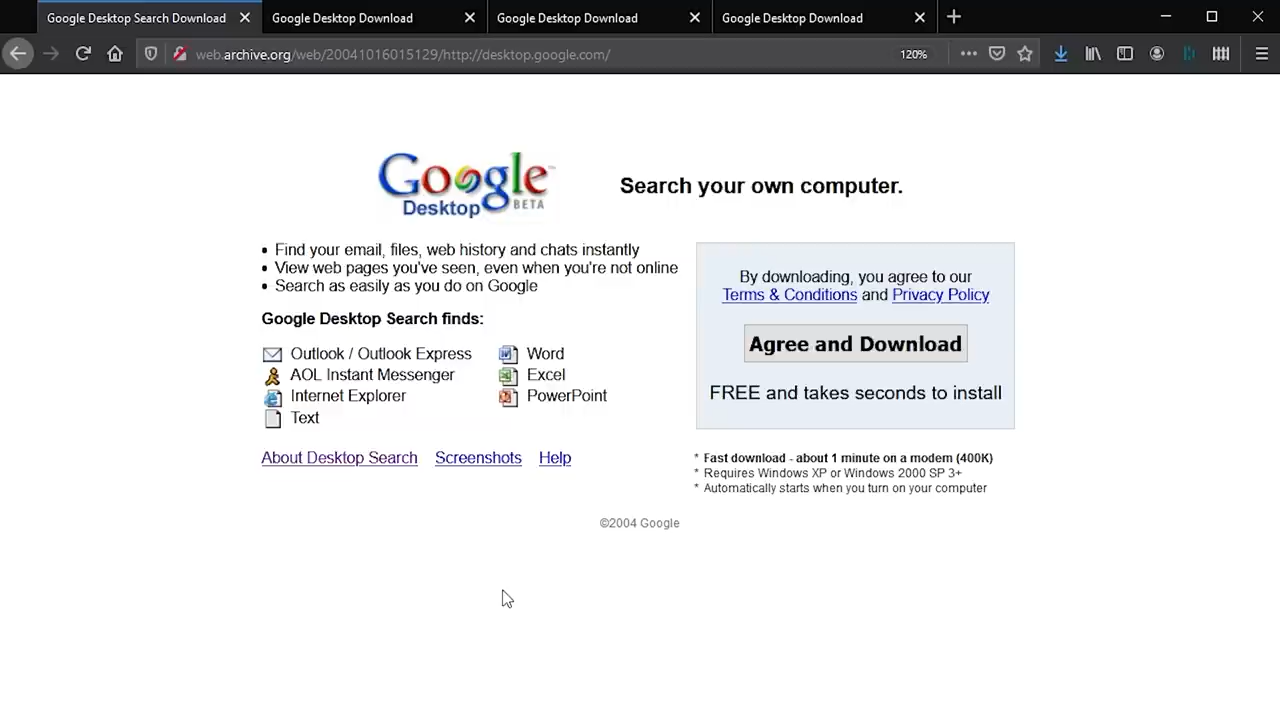 Google Desktop Search Download
Google Desktop Download
Google Desktop Download
Google Desktop Download
web.archive.org/web/20041016015129/http://desktop.google.com/
120%
Google™
Desktop BETA
Search your own computer.
• Find your email, files, web history and chats instantly
• View web pages you've seen, even when you're not online
• Search as easily as you do on Google
Google Desktop Search finds:
Outlook / Outlook Express
Word
AOL Instant Messenger
Excel
Internet Explorer
PowerPoint
Text
About Desktop Search Screenshots Help
By downloading, you agree to our
Terms & Conditions and Privacy Policy
Agree and Download
FREE and takes seconds to install
* Fast download - about 1 minute on a modem (400K)
* Requires Windows XP or Windows 2000 SP 3+
* Automatically starts when you turn on your computer
©2004 Google